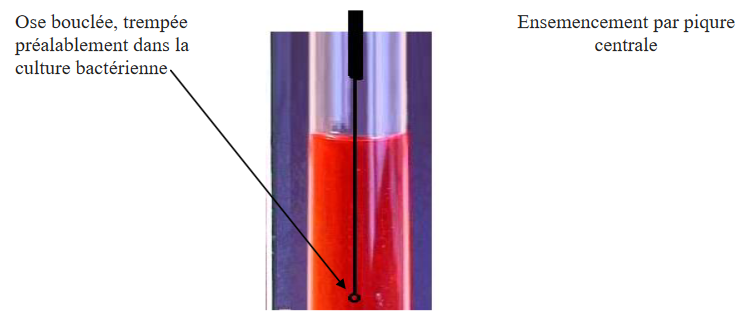 Ose bouclée, trempée
préalablement dans la
culture bactérienne
Ensemencement par piqure
centrale